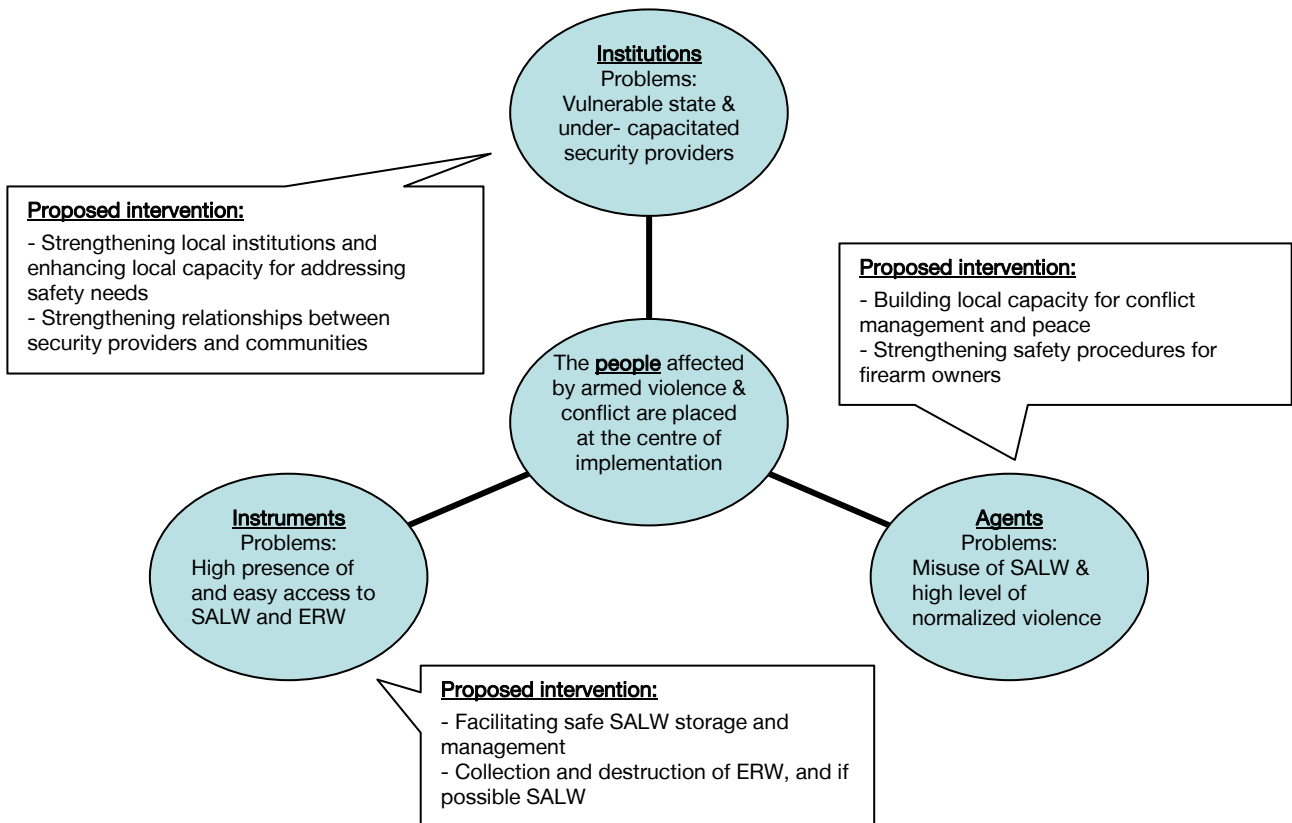 Institutions
Problems:
Vulnerable state &
under- capacitated
security providers
Proposed intervention:
- Strengthening local institutions and
enhancing local capacity for addressing
safety needs
- Strengthening relationships between
security providers and communities
Proposed intervention:
- Building local capacity for conflict
management and peace
- Strengthening safety procedures for
firearm owners
The people affected
by armed violence &
conflict are placed
at the centre of
implementation
Instruments
Problems:
High presence of
and easy access to
SALW and ERW
Agents
Problems:
Misuse of SALW &
high level of
normalized violence
Proposed intervention:
- Facilitating safe SALW storage and
management
- Collection and destruction of ERW, and if
possible SALW